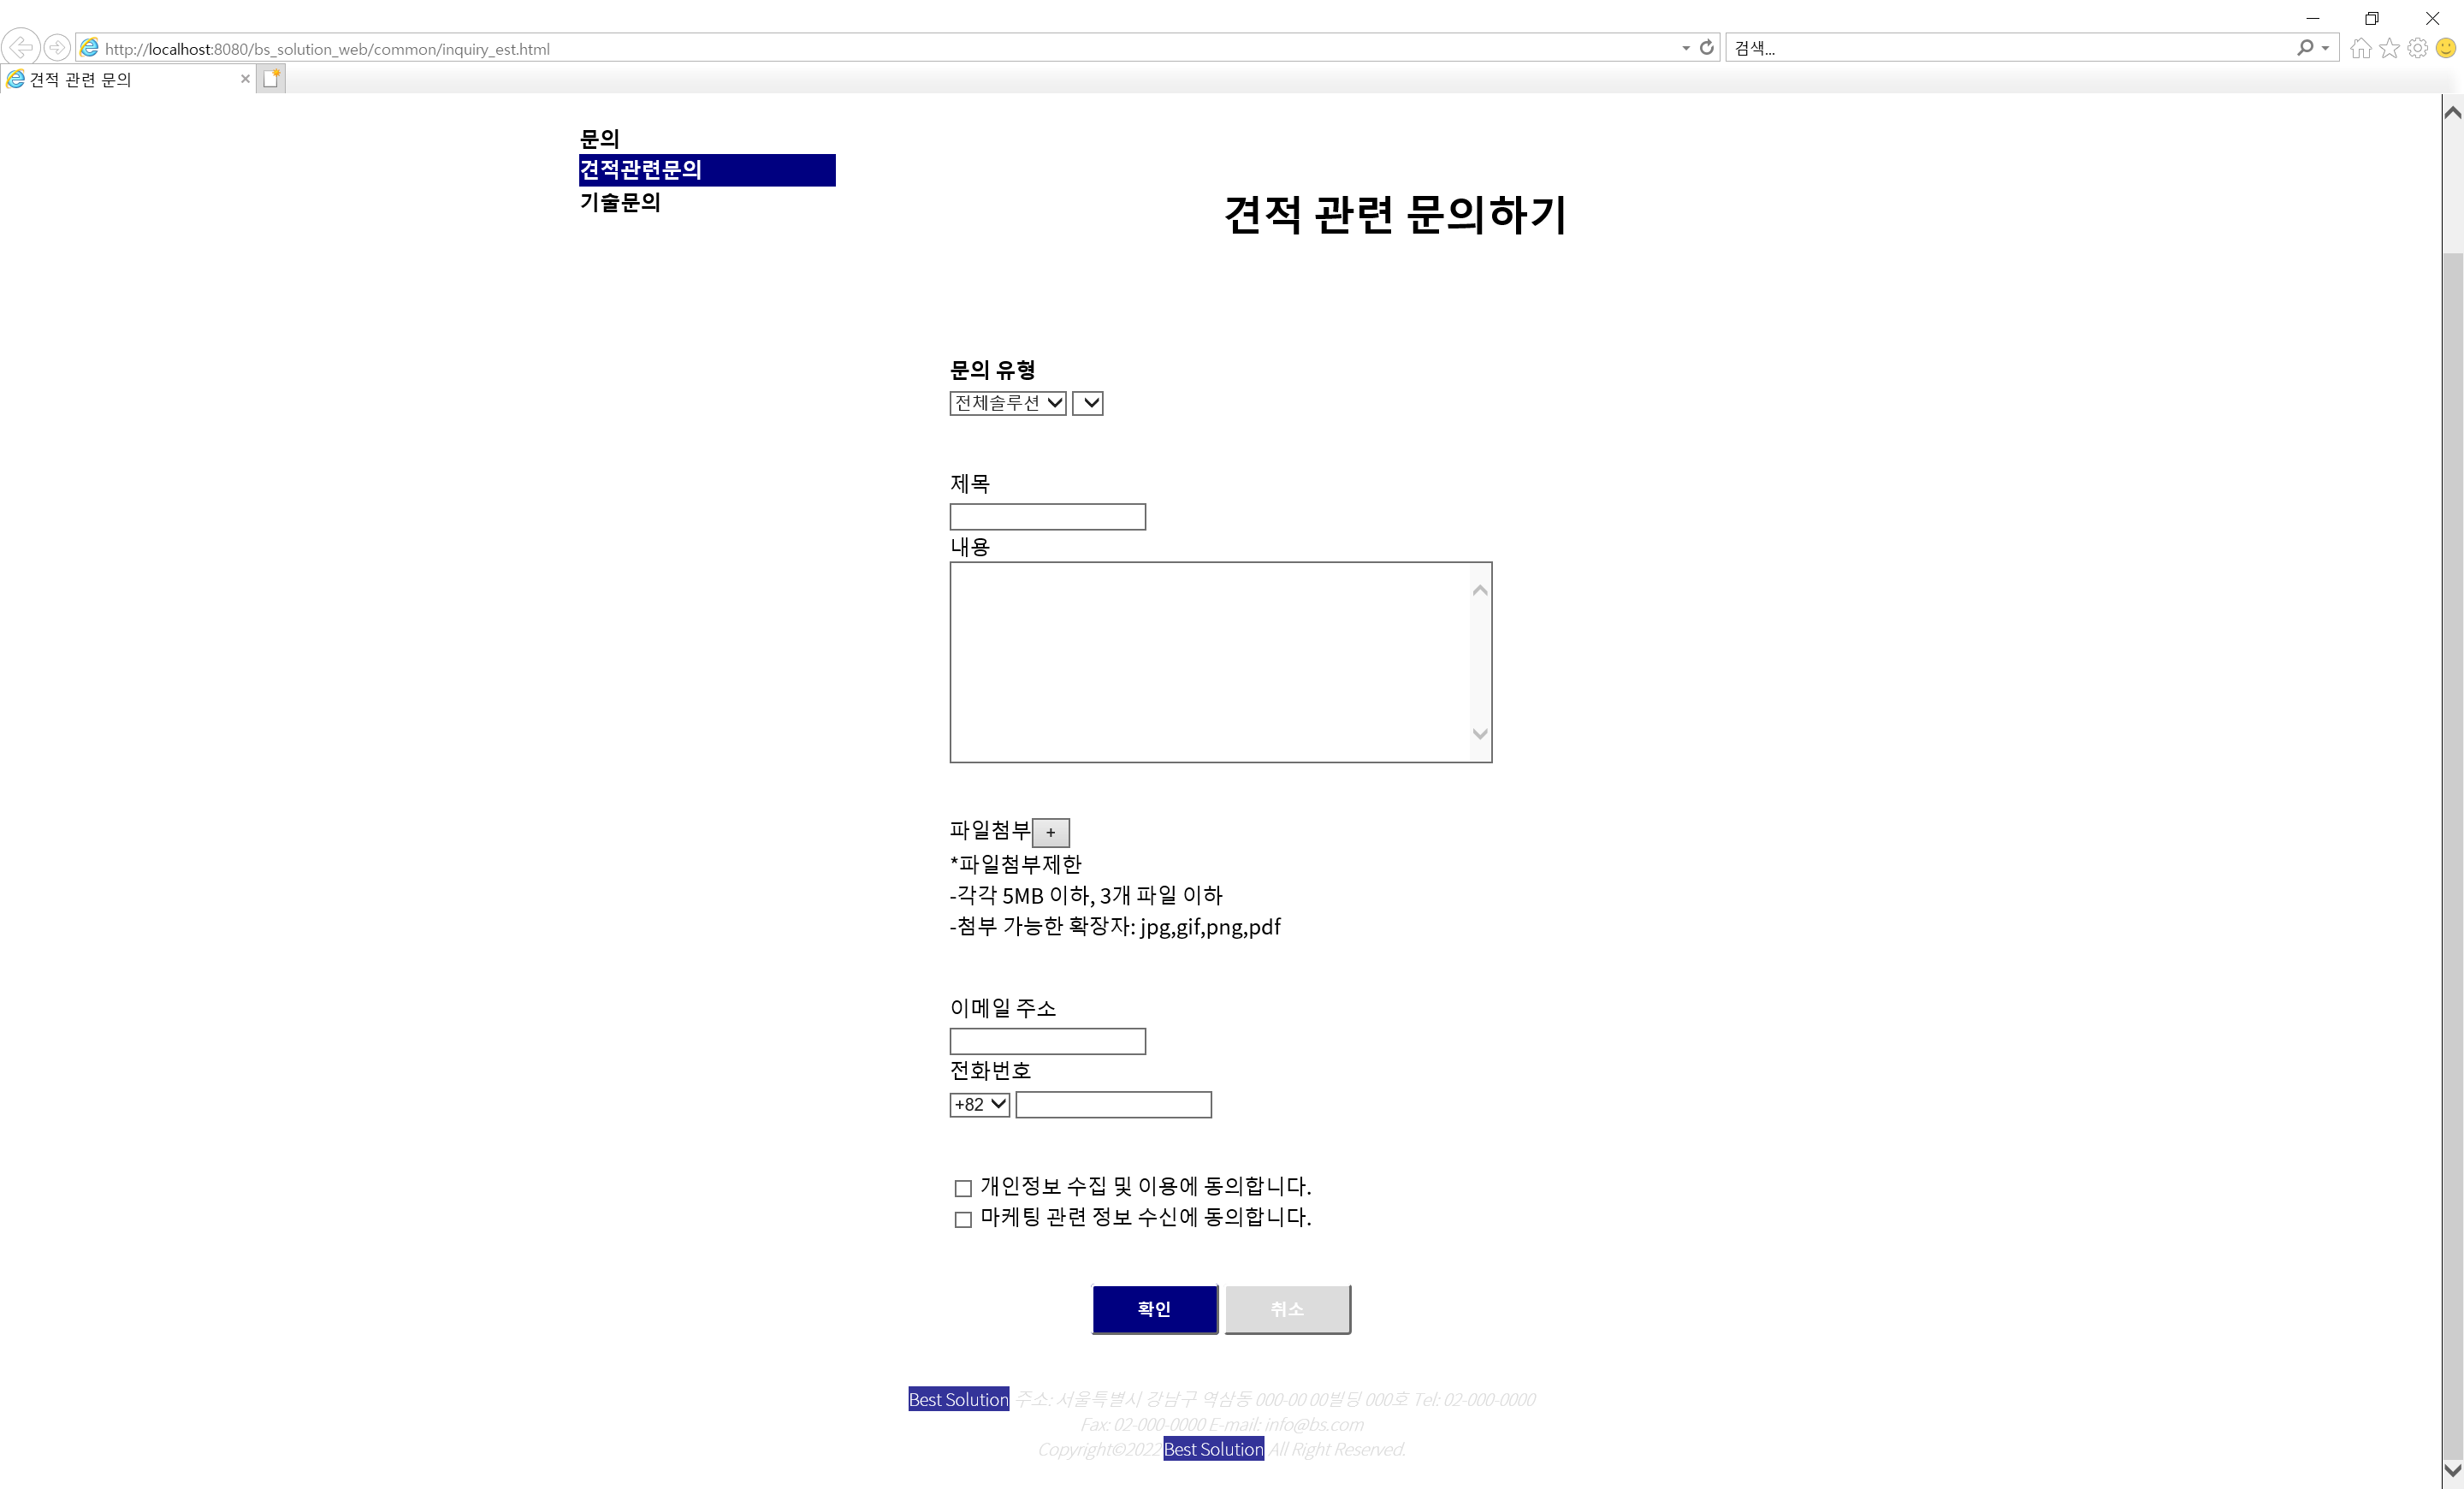 http://localhost:8080/bs_solution_web/common/inquiry_est.html
검색...
견적 관련 문의
문의
견적관련문의
기술문의
견적 관련 문의하기
문의 유형
전체솔루션
제목
내용
파일첨부 +
*파일첨부제한
-각각 5MB 이하, 3개 파일 이하
-첨부 가능한 확장자: jpg,gif,png,pdf
이메일 주소
전화번호
+82
개인정보 수집 및 이용에 동의합니다.
마케팅 관련 정보 수신에 동의합니다.
확인 취소
Best Solution 주소: 서울특별시 강남구 역삼동 000-00 00빌딩 000호 Tel: 02-000-0000
Fax: 02-000-0000 E-mail: info@bs.com
Copyright©2022 Best Solution All Right Reserved.